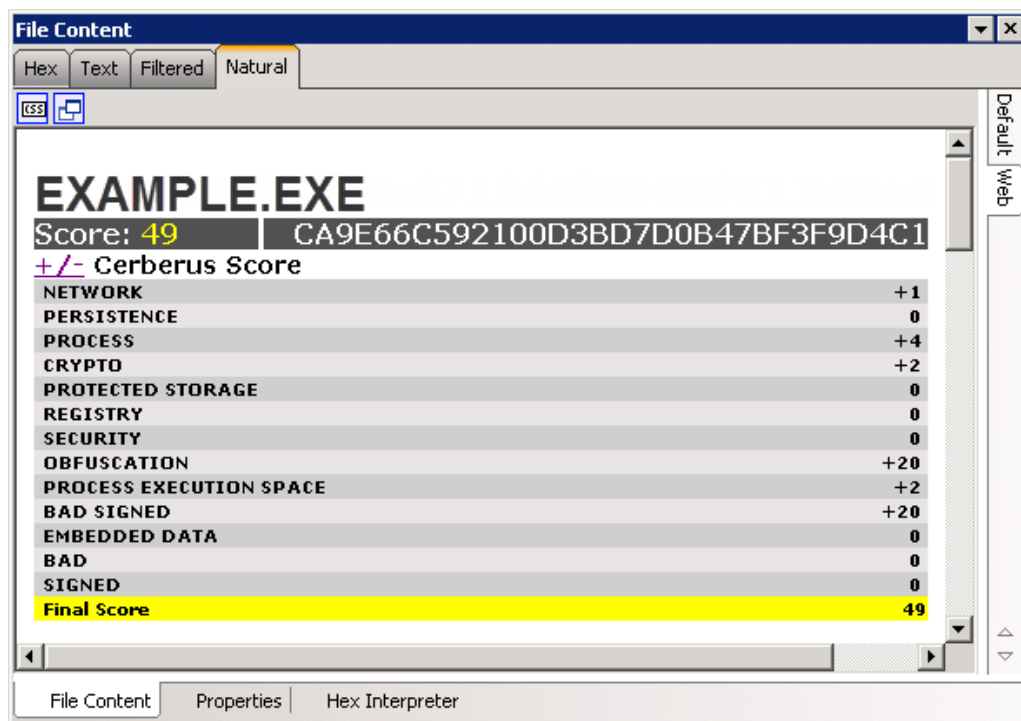 File Content
Hex Text Filtered Natural
CSS
Default Web
EXAMPLE.EXE
Score: 49 CA9E66C592100D3BD7D0B47BF3F9D4C1
+/- Cerberus Score
NETWORK +1
PERSISTENCE 0
PROCESS +4
CRYPTO +2
PROTECTED STORAGE 0
REGISTRY 0
SECURITY 0
OBFUSCATION +20
PROCESS EXECUTION SPACE +2
BAD SIGNED +20
EMBEDDED DATA 0
BAD 0
SIGNED 0
Final Score 49
File Content Properties Hex Interpreter